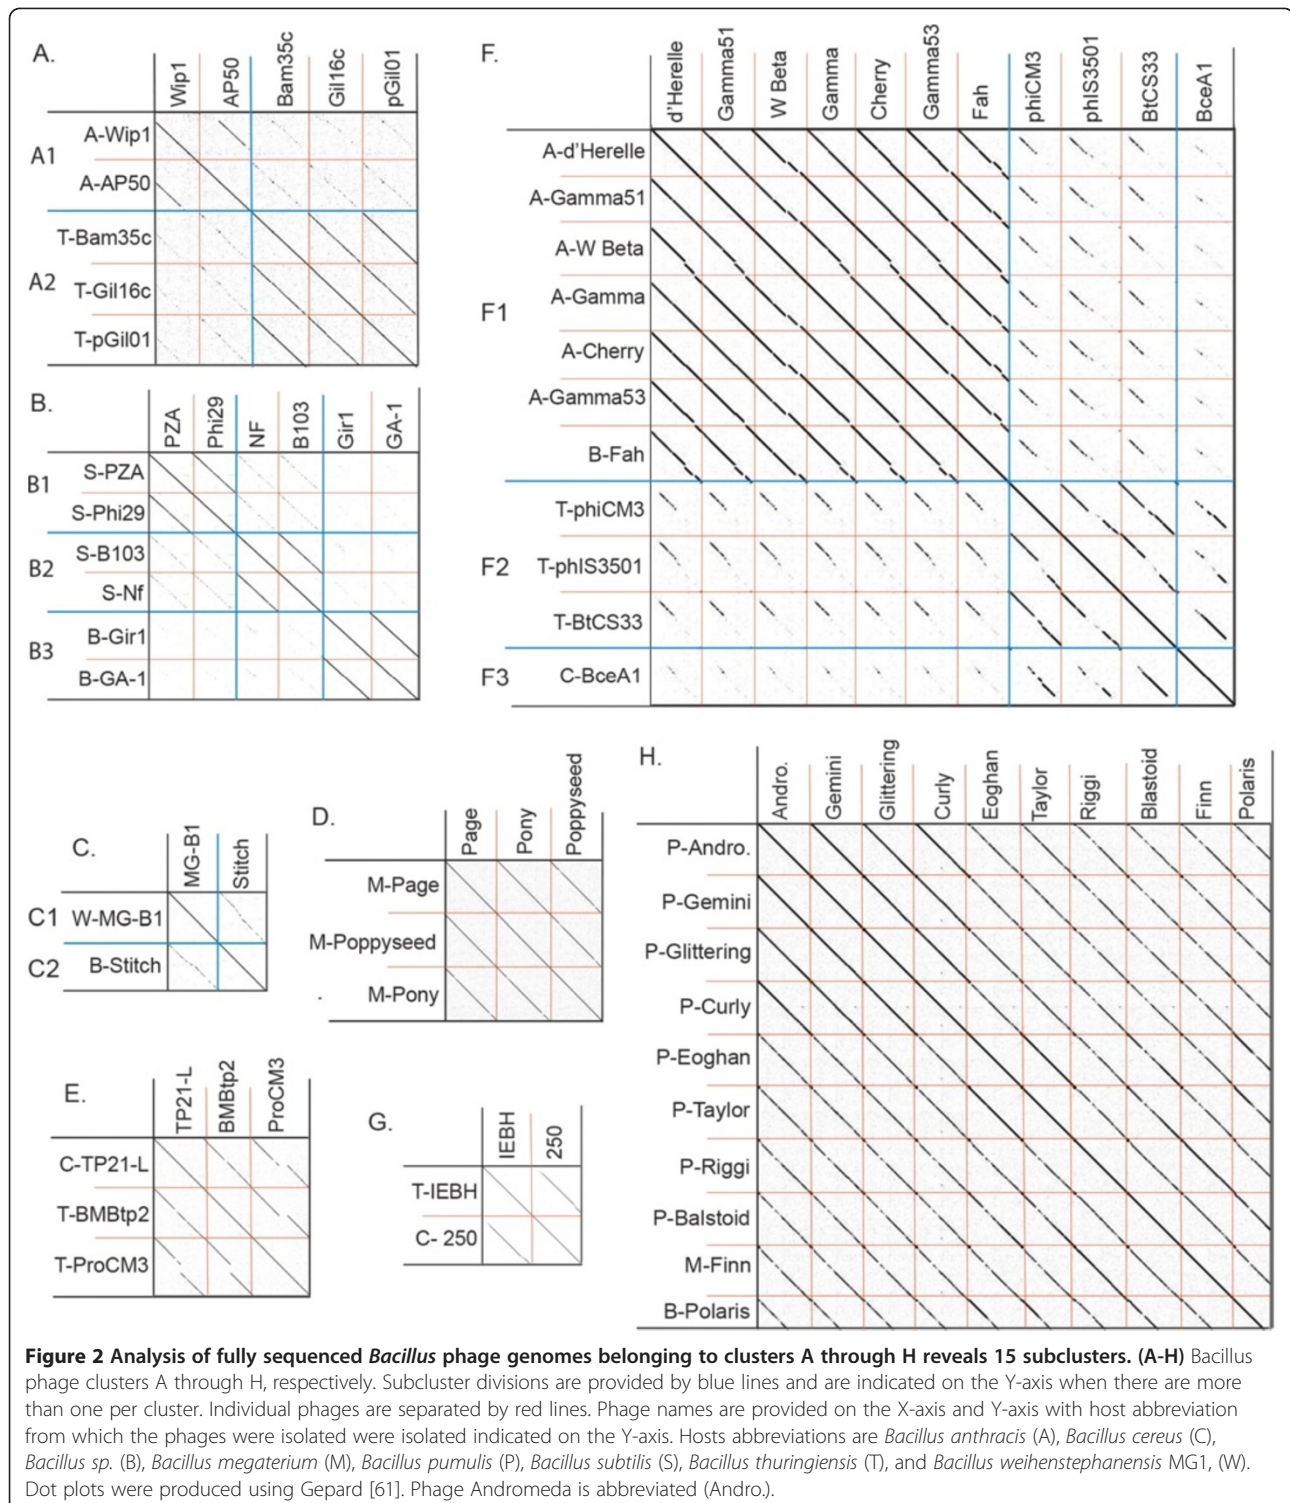 A.
Wip1
AP50
Bam35c
Gil16c
pGil01
A1
A-Wip1
A-AP50
A2
T-Bam35c
T-Gil16c
T-pGil01
B.
PZA
Phi29
NF
B103
Gir1
GA-1
B1
S-PZA
S-Phi29
B2
S-B103
S-Nf
B3
B-Gir1
B-GA-1
C.
MG-B1
Stitch
C1 W-MG-B1
C2 B-Stitch
D.
Page
Pony
Poppyseed
M-Page
M-Poppyseed
M-Pony
E.
TP21-L
BMBtp2
ProCM3
C-TP21-L
T-BMBtp2
T-ProCM3
F.
d'Herelle
Gamma51
W Beta
Gamma
Cherry
Gamma53
Fah
phiCM3
phIS3501
BtCS33
BceA1
F1
A-d'Herelle
A-Gamma51
A-W Beta
A-Gamma
A-Cherry
A-Gamma53
B-Fah
F2
T-phiCM3
T-phIS3501
T-BtCS33
F3
C-BceA1
G.
IEBH
250
T-IEBH
C- 250
H.
Andro.
Gemini
Glittering
Curly
Eoghan
Taylor
Riggi
Blastoid
Finn
Polaris
P-Andro.
P-Gemini
P-Glittering
P-Curly
P-Eoghan
P-Taylor
P-Riggi
P-Balstoid
M-Finn
B-Polaris
Figure 2 Analysis of fully sequenced Bacillus phage genomes belonging to clusters A through H reveals 15 subclusters. (A-H) Bacillus
phage clusters A through H, respectively. Subcluster divisions are provided by blue lines and are indicated on the Y-axis when there are more
than one per cluster. Individual phages are separated by red lines. Phage names are provided on the X-axis and Y-axis with host abbreviation
from which the phages were isolated were isolated indicated on the Y-axis. Hosts abbreviations are Bacillus anthracis (A), Bacillus cereus (C),
Bacillus sp. (B), Bacillus megaterium (M), Bacillus pumulis (P), Bacillus subtilis (S), Bacillus thuringiensis (T), and Bacillus weihenstephanensis MG1, (W).
Dot plots were produced using Gepard [61]. Phage Andromeda is abbreviated (Andro.).